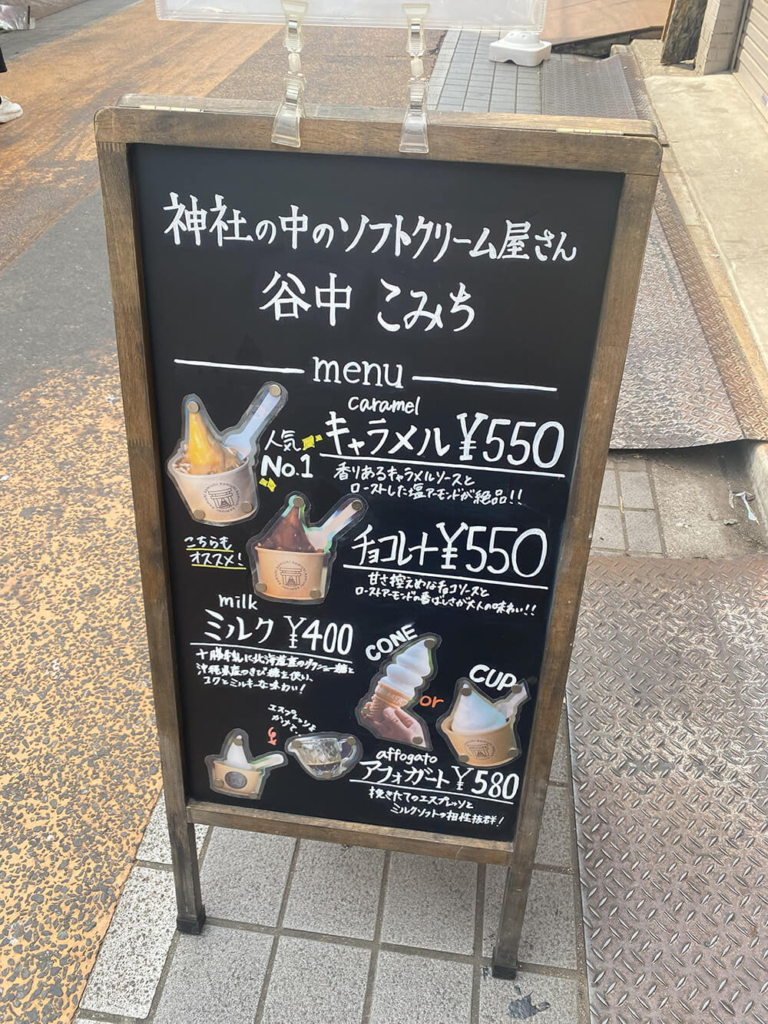 神社の中のソフトクリーム屋さん
谷中 こみち
menu
caramel
人気 No.1
キャラメル ¥550
香りあるキャラメルソースと
ローストした塩アーモンドが絶品!!
こちらも
オススメ!
チョコレート ¥550
甘さ控えめなチョコソースと
ローストアーモンドの香ばしさが大人の味わい!!
milk
ミルク ¥400
十勝牛乳に北海道産のグラニュー糖と
沖縄県産のきび糖を使い、
コクとミルキーな味わい!
CONE
or
CUP
エスプレッソを
かけて
affogato
アフォガート ¥580
挽きたてのエスプレッソと
ミルクソフトの相性抜群!